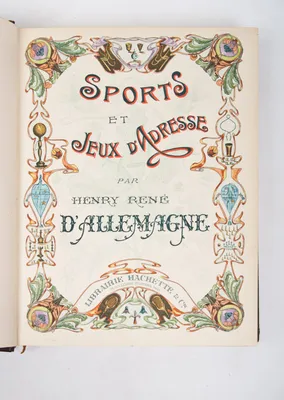 SPORTS
ET
JEUX D'ADRESSE
PAR
HENRY RENÉ
D'ALLEMAGNE
LIBRAIRIE HACHETTE & Cie